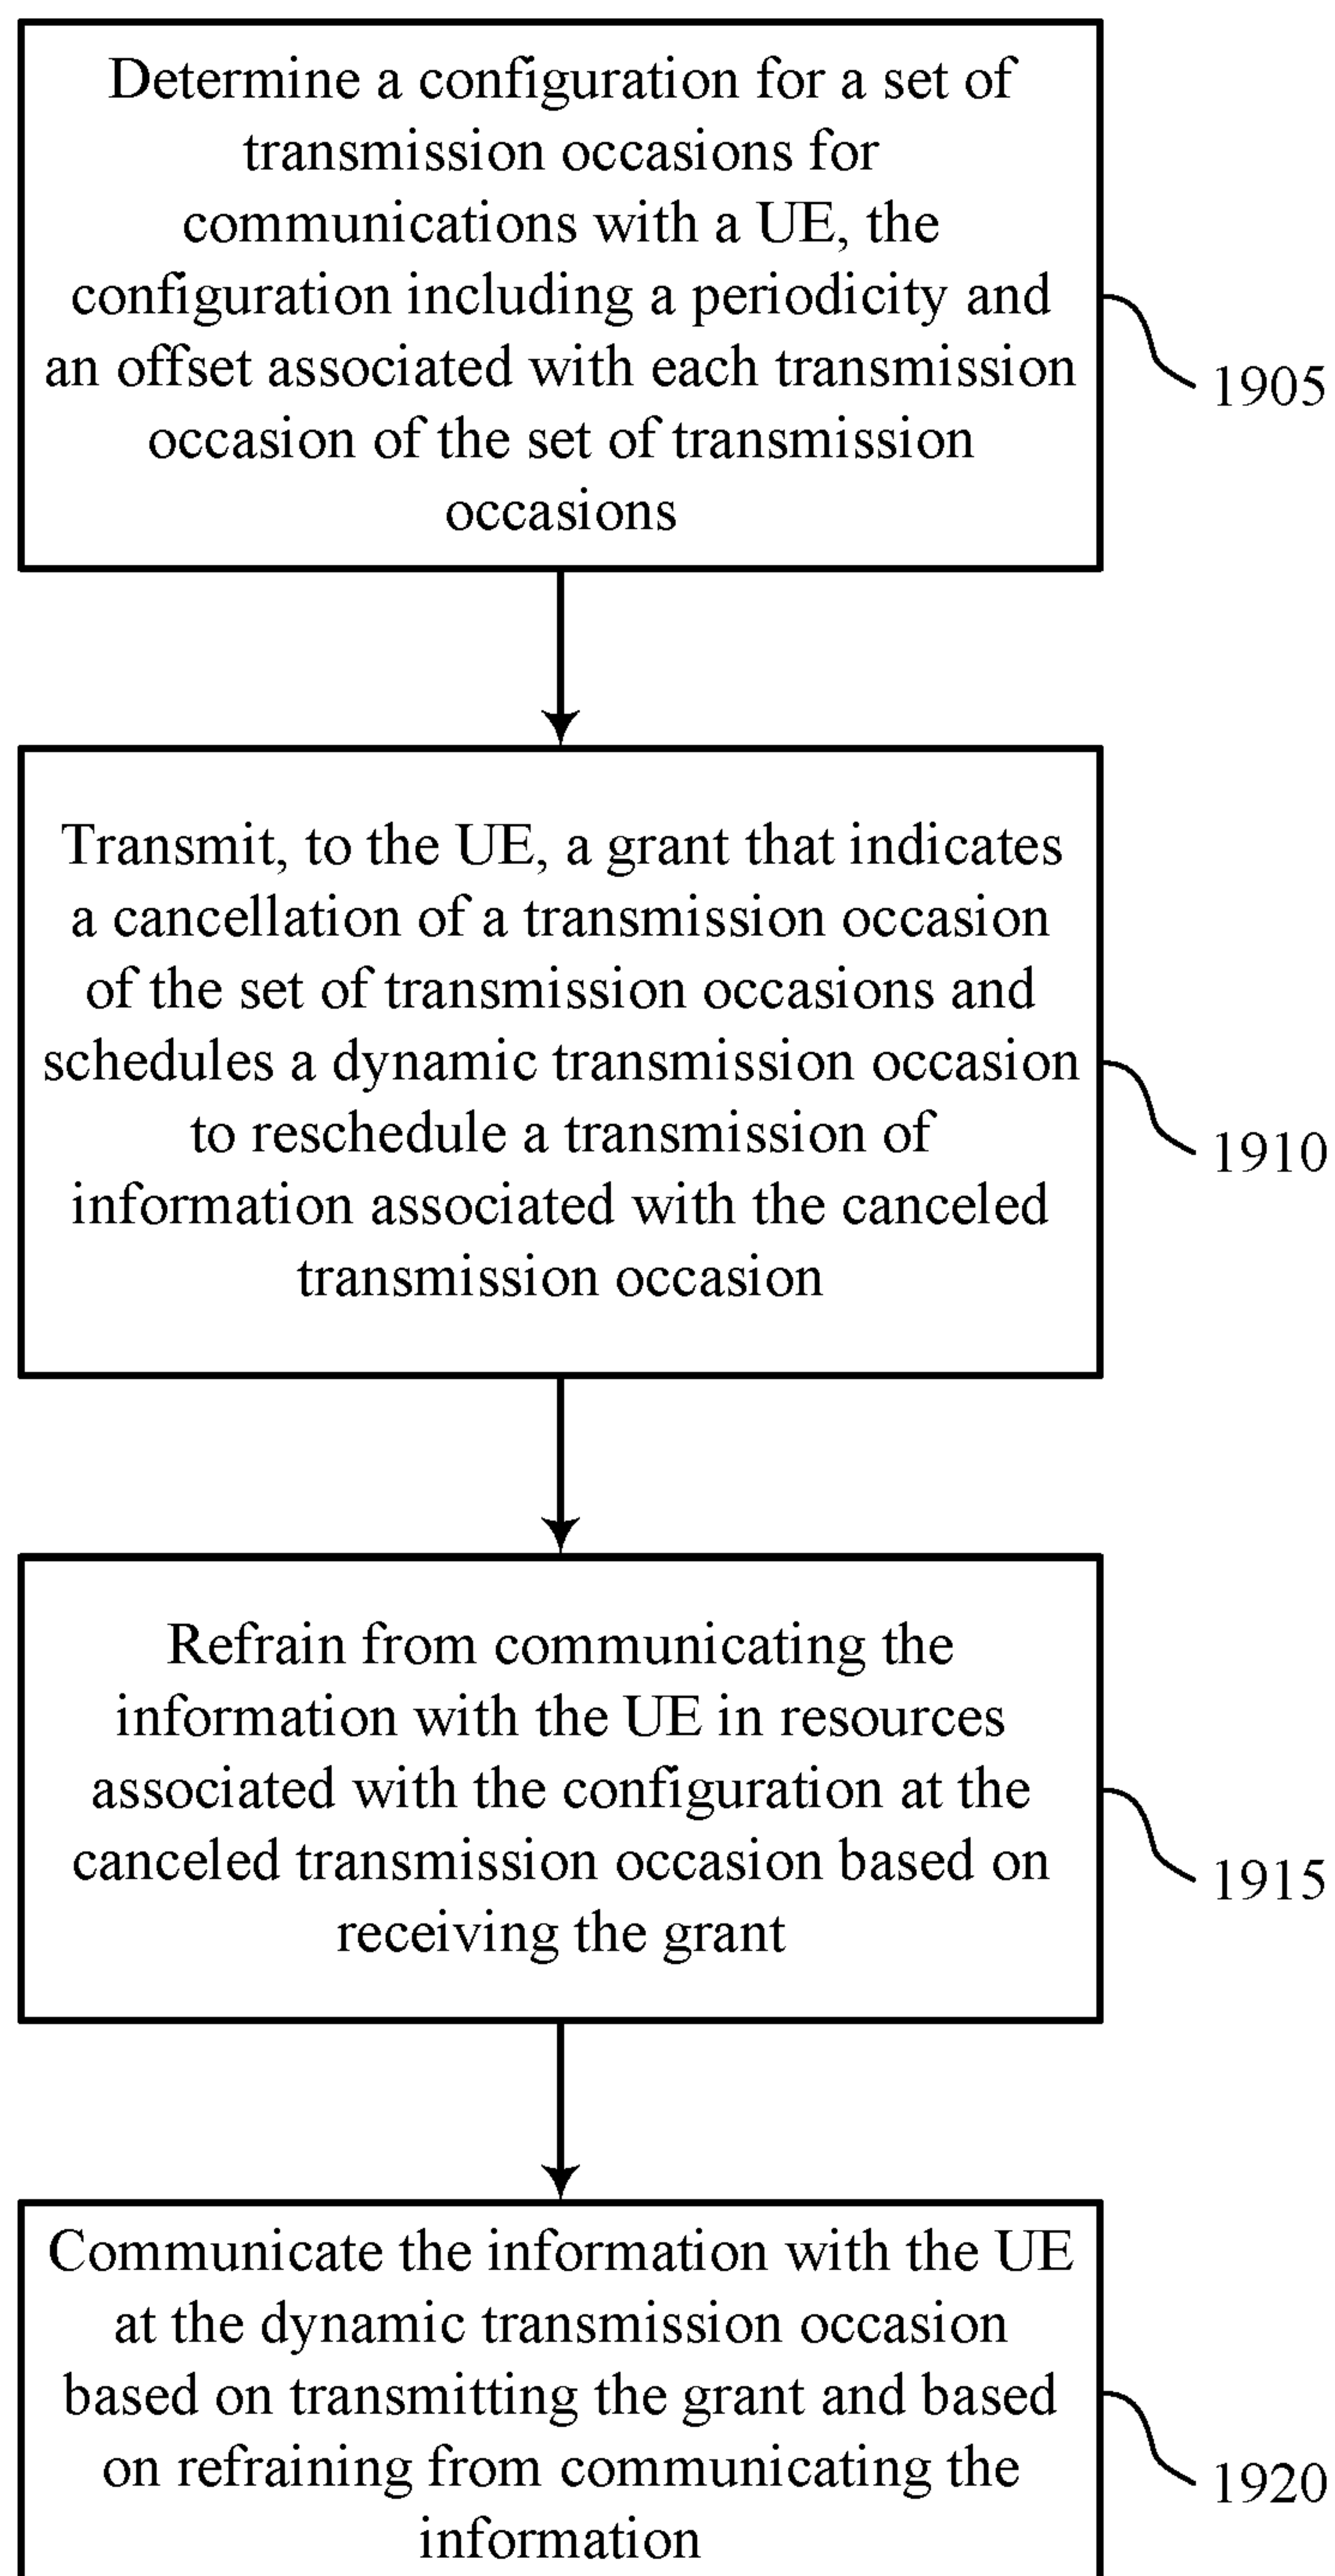 Determine a configuration for a set of
transmission occasions for
communications with a UE, the
configuration including a periodicity and
an offset associated with each transmission
occasion of the set of transmission
occasions
1905
Transmit, to the UE, a grant that indicates
a cancellation of a transmission occasion
of the set of transmission occasions and
schedules a dynamic transmission occasion
to reschedule a transmission of
information associated with the canceled
transmission occasion
1910
Refrain from communicating the
information with the UE in resources
associated with the configuration at the
canceled transmission occasion based on
receiving the grant
1915
Communicate the information with the UE
at the dynamic transmission occasion
based on transmitting the grant and based
on refraining from communicating the
information
1920